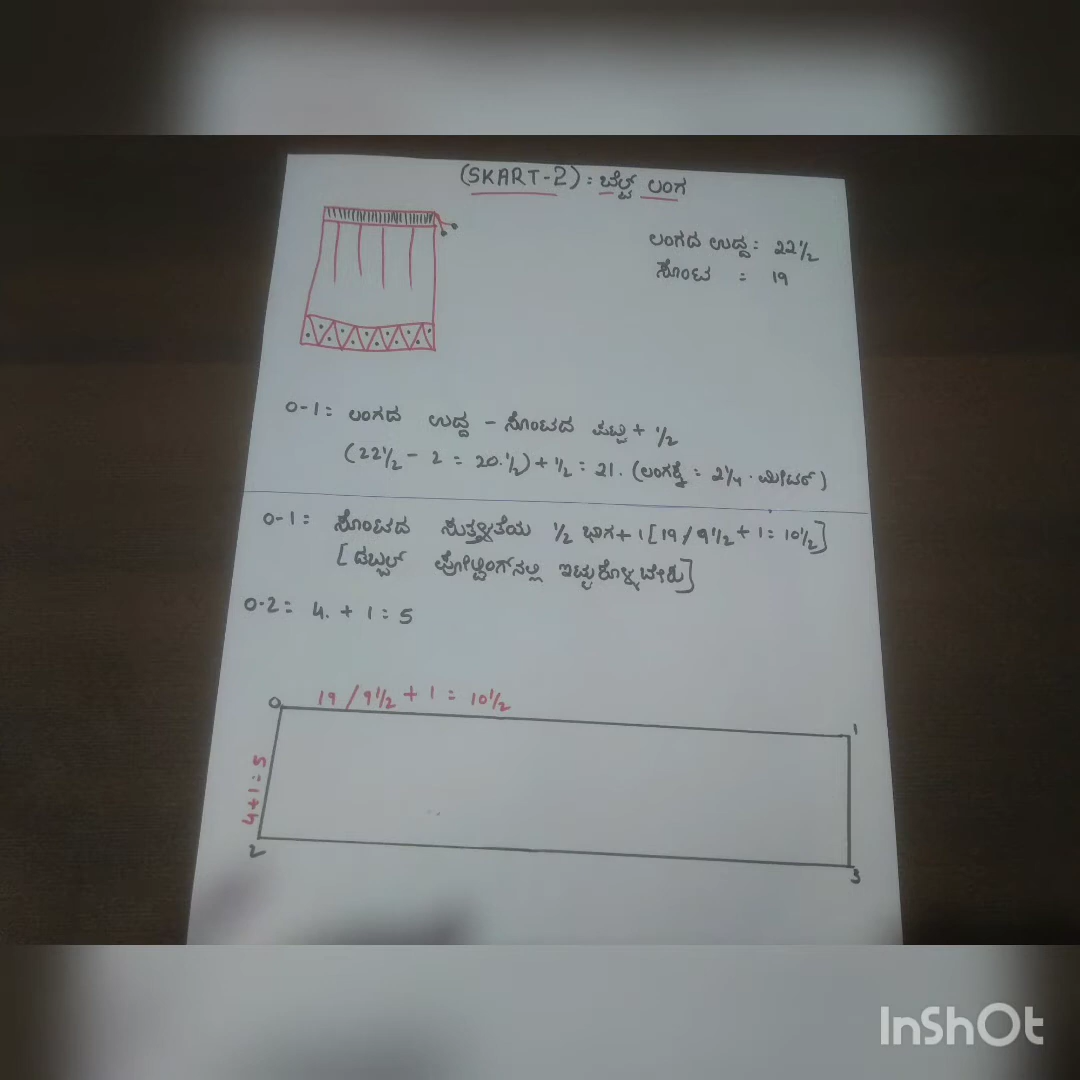 (SKART-2): ಬೆಲ್ಟ್ ಲಂಗ
ಲಂಗದ ಉದ್ದ: 22½
ಸೊಂಟ = 19
0-1: ಲಂಗದ ಉದ್ದ - ಸೊಂಟದ ಪಟ್ಟಿ + ½
(22½ - 2 = 20.½) + ½ = 21. (ಲಂಗಕ್ಕೆ = 2¼. ಮೀಟರ್)
0-1= ಸೊಂಟದ ಸುತ್ತಳತೆಯ ½ ಭಾಗ + 1 [19/9½ + 1 = 10½]
[ಡಬ್ಬಲ್ ಫೋಲ್ಡಿಂಗ್‌ನಲ್ಲಿ ಇಟ್ಟುಕೊಳ್ಳಬೇಕು]
0-2= 4. + 1 = 5
19/9½ + 1 = 10½
0
1
4+1=5
2
3
InShOt